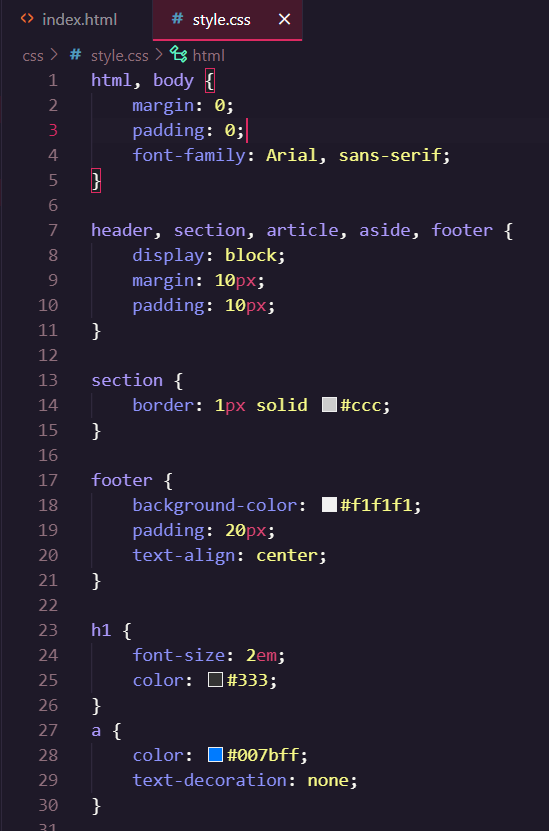 <> index.html # style.css ✕
css > # style.css > html
1 html, body {
2 margin: 0;
3 padding: 0;
4 font-family: Arial, sans-serif;
5 }
6
7 header, section, article, aside, footer {
8 display: block;
9 margin: 10px;
10 padding: 10px;
11 }
12
13 section {
14 border: 1px solid #ccc;
15 }
16
17 footer {
18 background-color: #f1f1f1;
19 padding: 20px;
20 text-align: center;
21 }
22
23 h1 {
24 font-size: 2em;
25 color: #333;
26 }
27 a {
28 color: #007bff;
29 text-decoration: none;
30 }
31